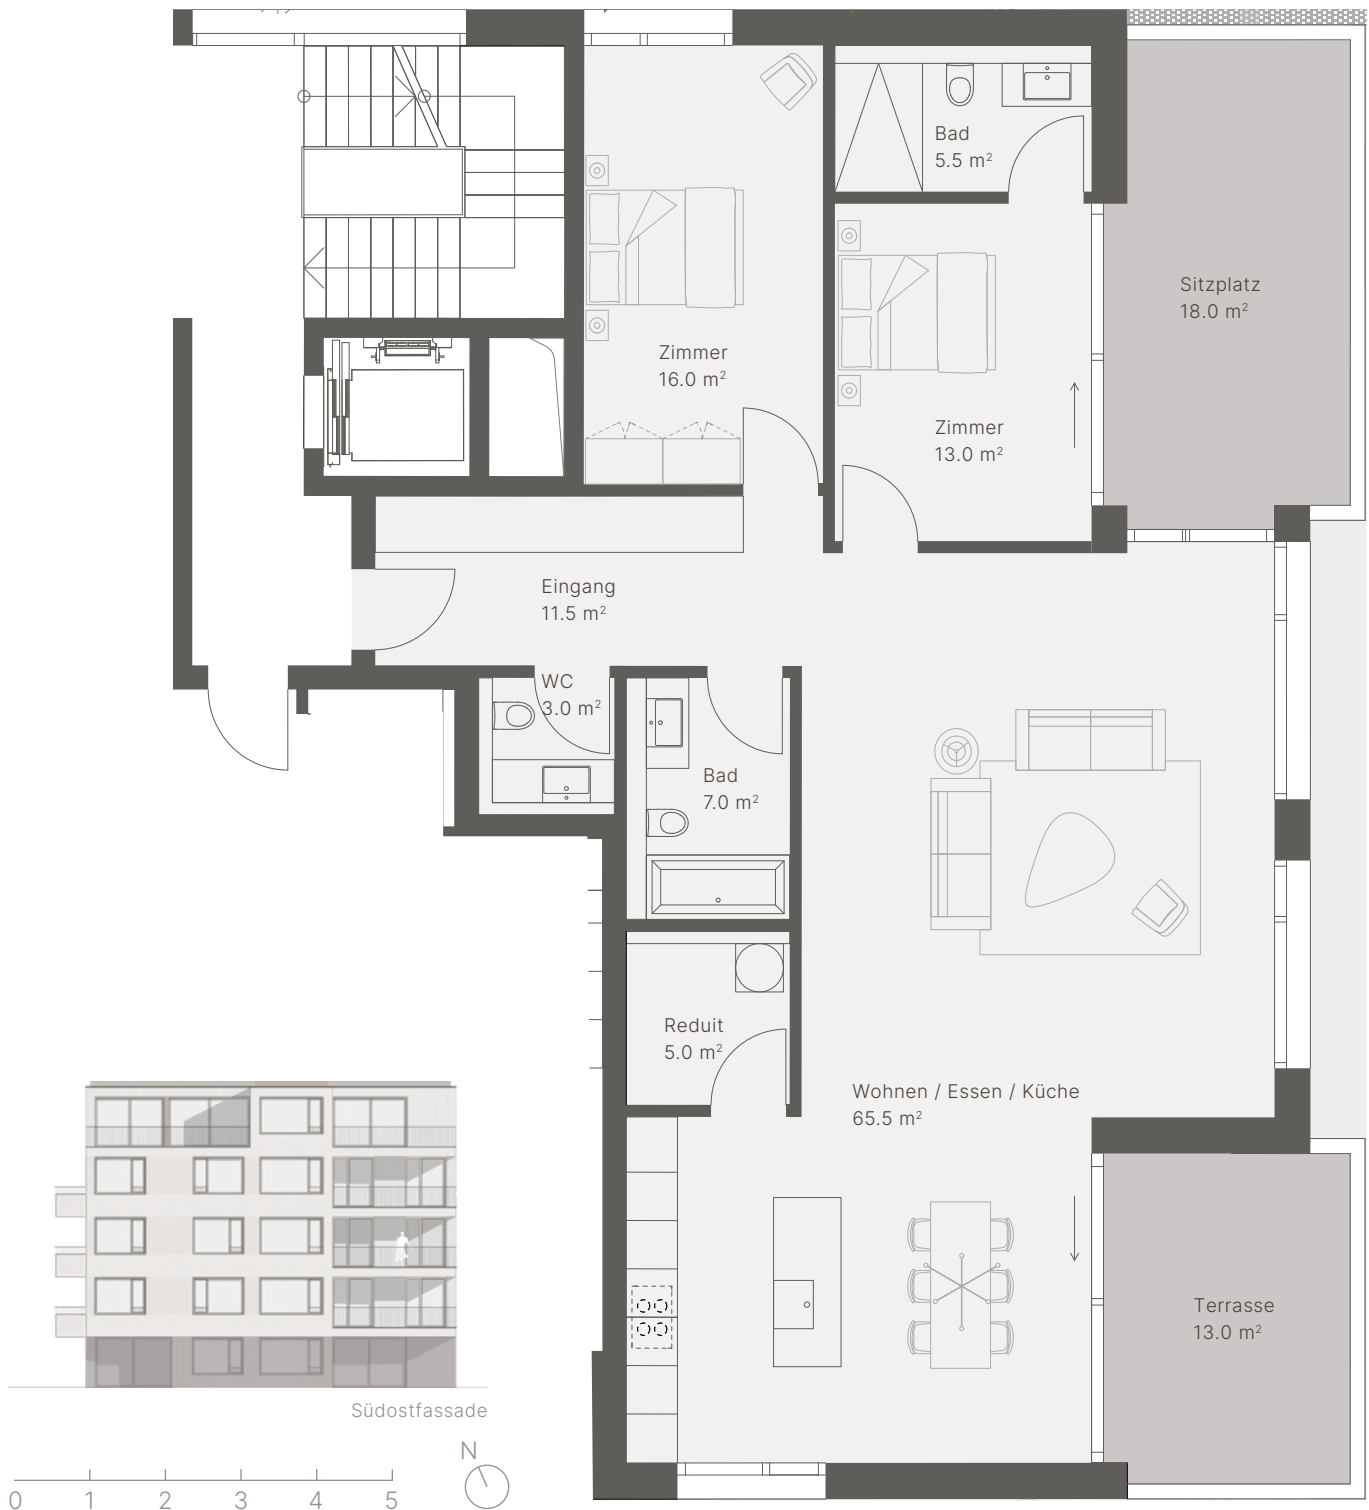 Bad
5.5 m²
Sitzplatz
18.0 m²
Zimmer
16.0 m²
Zimmer
13.0 m²
Eingang
11.5 m²
WC
3.0 m²
Bad
7.0 m²
Reduit
5.0 m²
Wohnen / Essen / Küche
65.5 m²
Terrasse
13.0 m²
Südostfassade
N
0 1 2 3 4 5